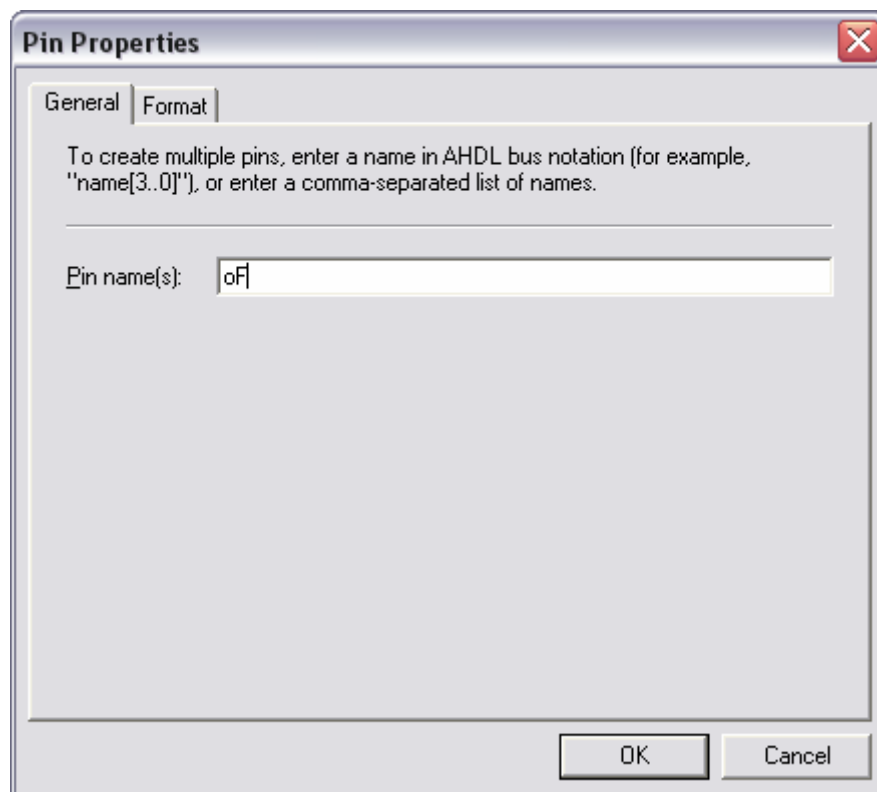 Pin Properties
General Format
To create multiple pins, enter a name in AHDL bus notation (for example,
"name[3..0]"), or enter a comma-separated list of names.
Pin name(s): oF
OK Cancel